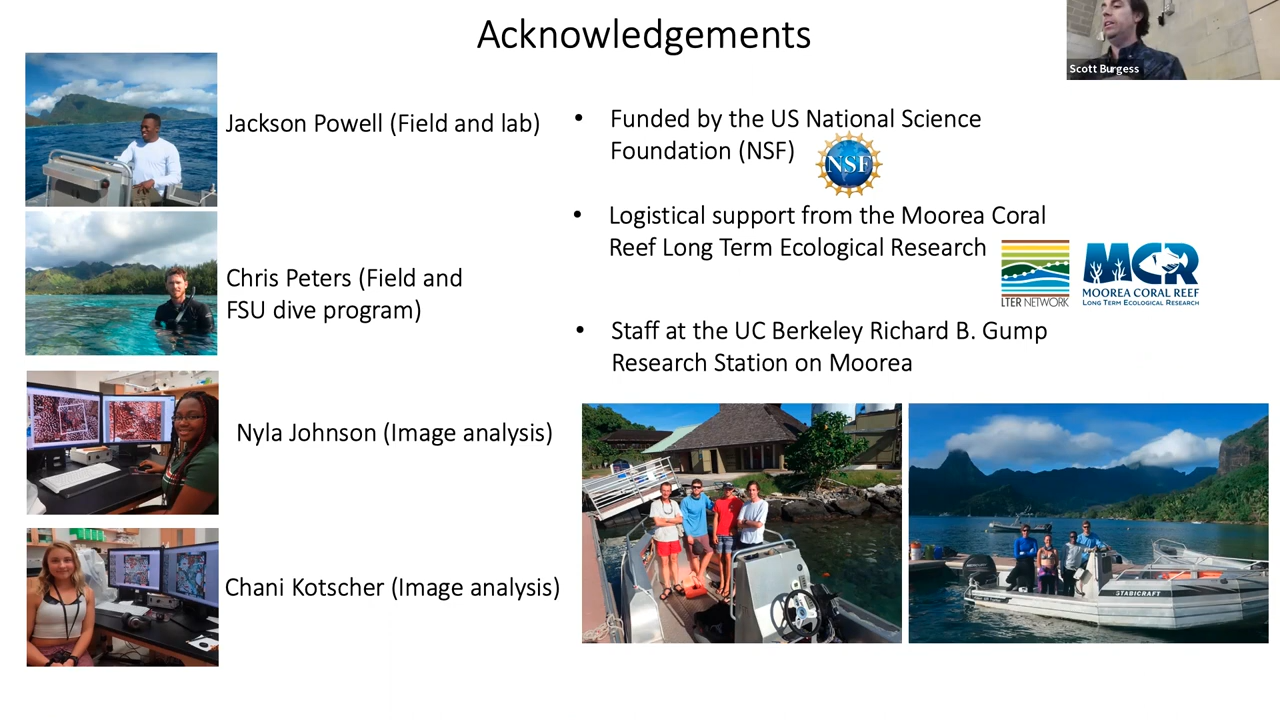 Acknowledgements
Scott Burgess
Jackson Powell (Field and lab)
Chris Peters (Field and
FSU dive program)
Nyla Johnson (Image analysis)
Chani Kotscher (Image analysis)
• Funded by the US National Science
Foundation (NSF)
NSF
• Logistical support from the Moorea Coral
Reef Long Term Ecological Research
LTER NETWORK
MCR
MOOREA CORAL REEF
LONG TERM ECOLOGICAL RESEARCH
• Staff at the UC Berkeley Richard B. Gump
Research Station on Moorea
STABICRAFT